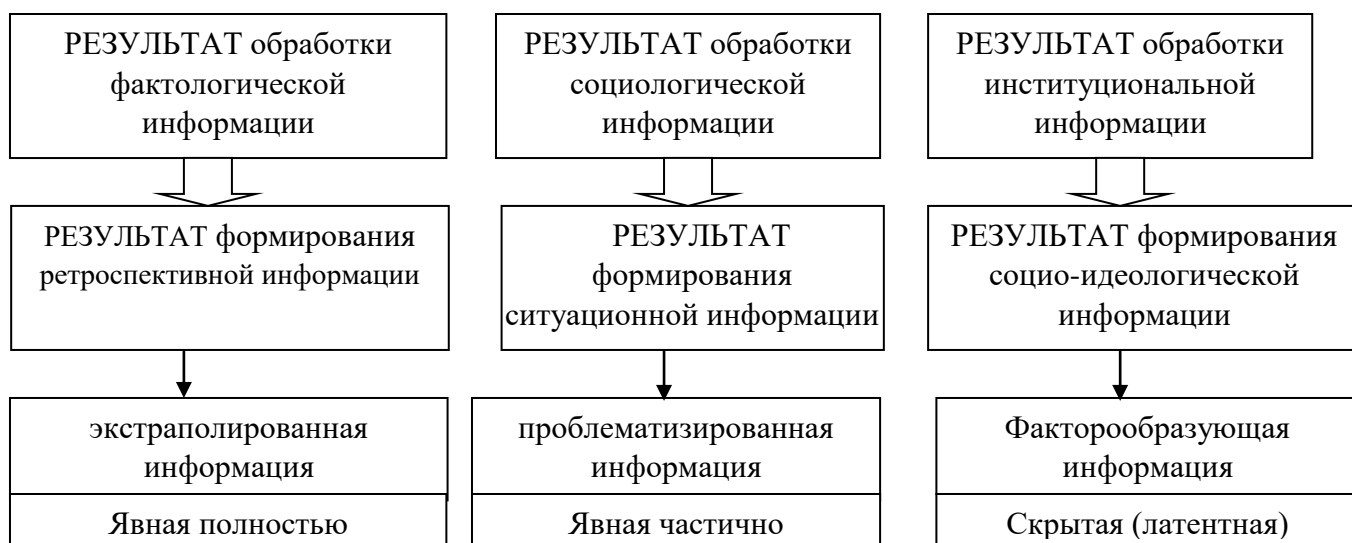 РЕЗУЛЬТАТ обработки
фактологической
информации
РЕЗУЛЬТАТ обработки
социологической
информации
РЕЗУЛЬТАТ обработки
институциональной
информации
РЕЗУЛЬТАТ формирования
ретроспективной информации
РЕЗУЛЬТАТ
формирования
ситуационной информации
РЕЗУЛЬТАТ формирования
социо-идеологической
информации
экстраполированная
информация
Явная полностью
проблематизированная
информация
Явная частично
Факторообразующая
информация
Скрытая (латентная)